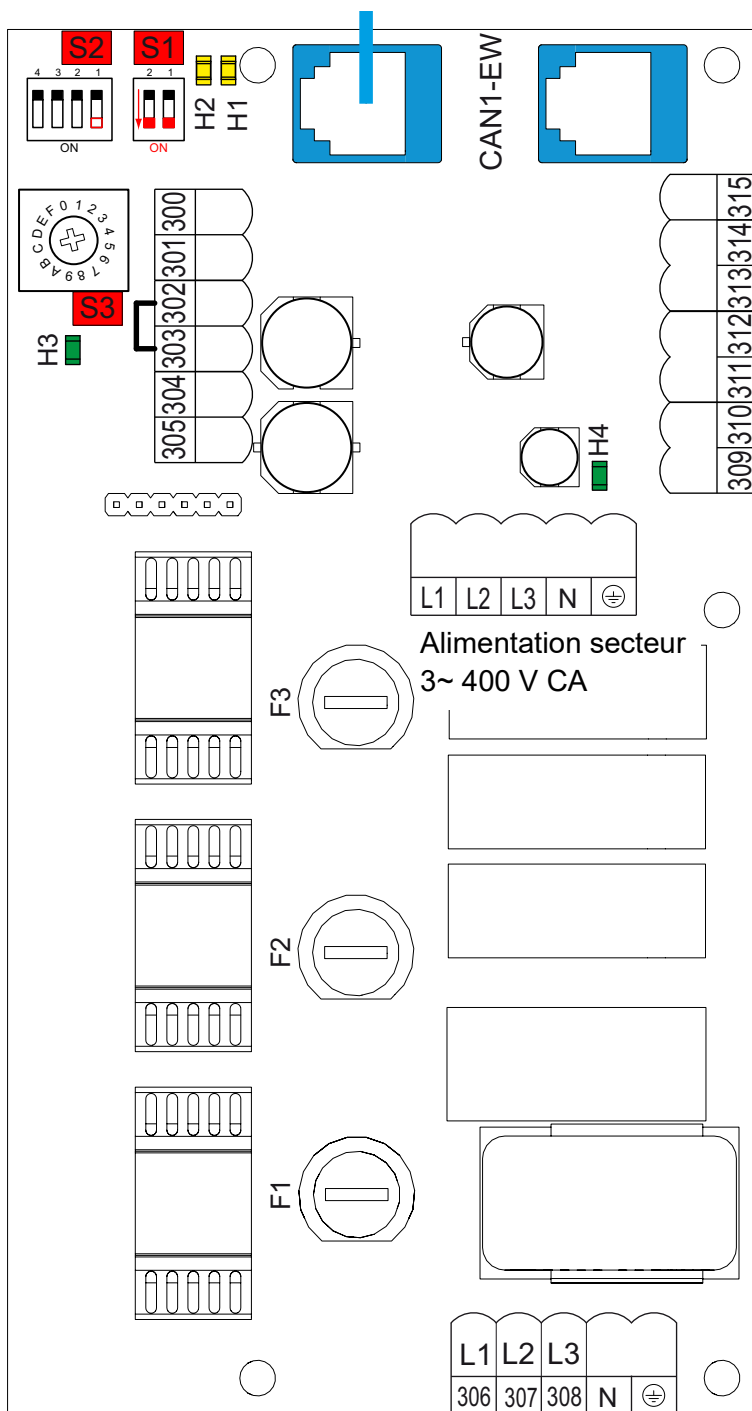 S2 S1
4 3 2 1
2 1
ON
ON
H2
H1
CAN1-EW
0 1 2 3 4 5 6 7 8 9 A B C D E F
S3
H3
300
301
302
303
304
305
315
314
313
312
311
310
309
H4
L1 L2 L3 N
Alimentation secteur
3~ 400 V CA
F3
F2
F1
L1 L2 L3
306 307 308 N